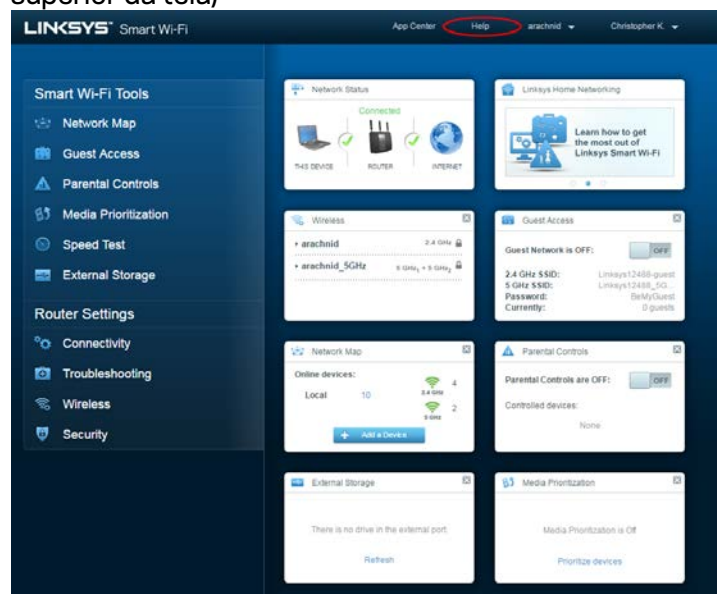 superior da tela)
LINKSYS Smart Wi-Fi
App Center
Help
arachnid
Christopher K.
Smart Wi-Fi Tools
Network Map
Guest Access
Parental Controls
Media Prioritization
Speed Test
External Storage
Router Settings
Connectivity
Troubleshooting
Wireless
Security
Network Status
Connected
THIS DEVICE
ROUTER
INTERNET
Linksys Home Networking
Learn how to get
the most out of
Linksys Smart Wi-Fi
Wireless
arachnid 2.4 GHz
arachnid_5GHz 5 GHz1 + 5 GHz2
Guest Access
Guest Network is OFF: OFF
2.4 GHz SSID: Linksys12468-guest
5 GHz SSID: Linksys12468_5G...
Password: BeMyGuest
Currently: 0 guests
Network Map
Online devices:
Local 10
4
2.4 GHz
2
5 GHz
+ Add a Device
Parental Controls
Parental Controls are OFF: OFF
Controlled devices:
None
External Storage
There is no drive in the external port.
Refresh
Media Prioritization
Media Prioritization is Off
Prioritize devices